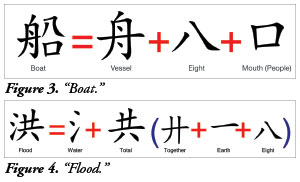 船=舟+八+口
Boat Vessel Eight Mouth (People)
Figure 3. “Boat.”
洪=氵+共(廾+一+八)
Flood Water Total Together Earth Eight
Figure 4. “Flood.”